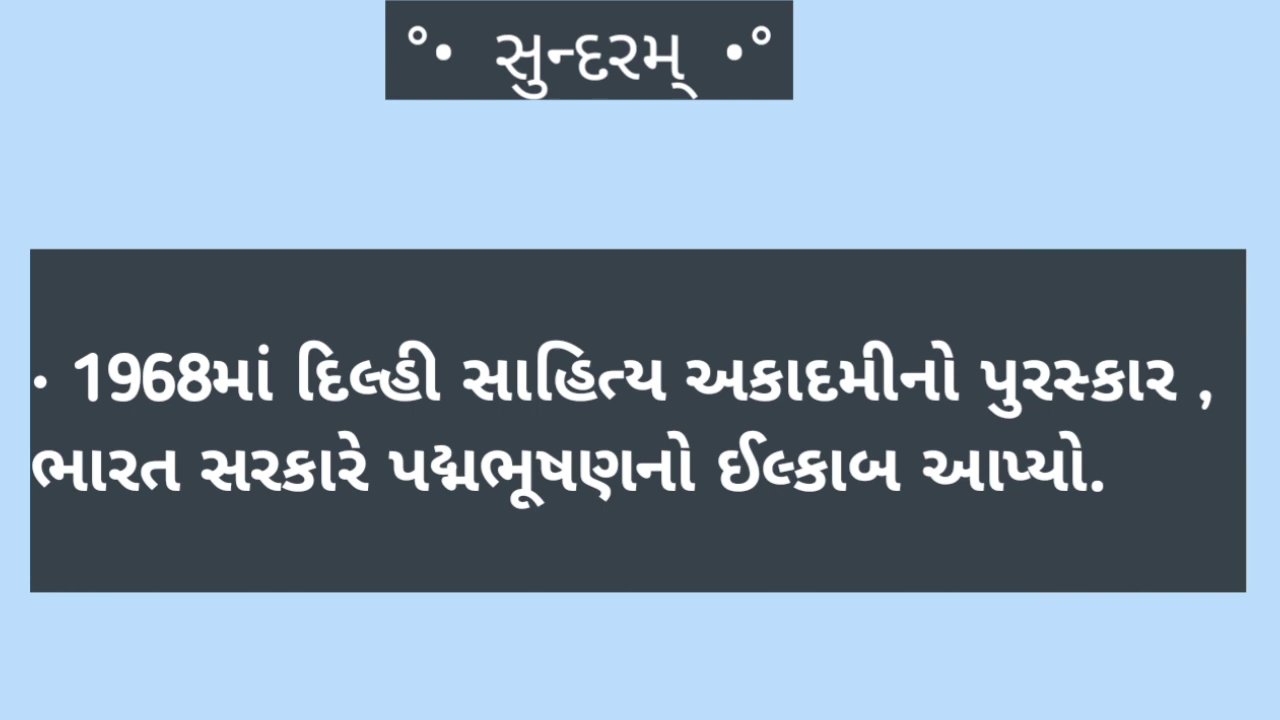 °• સુન્દરમ્ •°
· 1968માં દિલ્હી સાહિત્ય અકાદમીનો પુરસ્કાર ,
ભારત સરકારે પદ્મભૂષણનો ઈલ્કાબ આપ્યો.